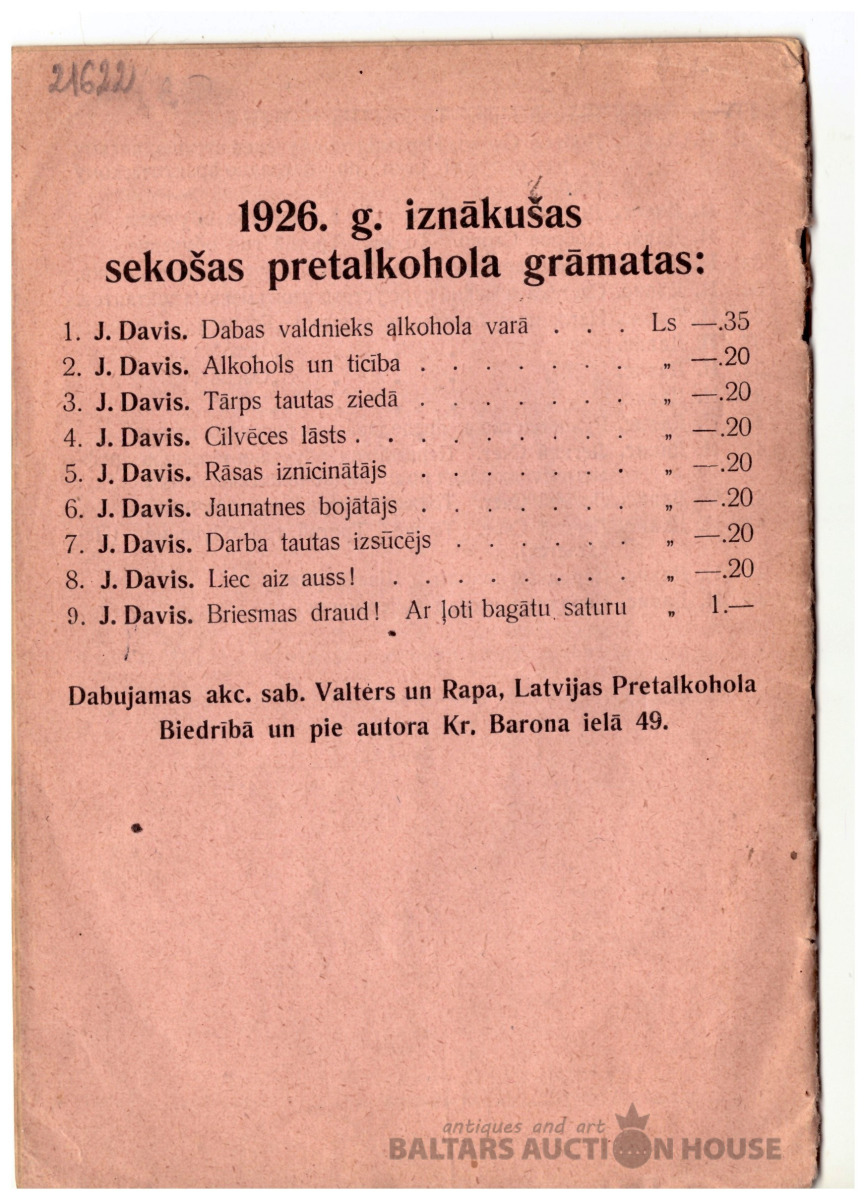 21622
1926. g. iznākušas
sekošas pretalkohola grāmatas:
1. J. Davis. Dabas valdnieks alkohola varā . . . Ls —.35
2. J. Davis. Alkohols un ticība . . . . . . . „ —.20
3. J. Davis. Tārps tautas ziedā . . . . . . . „ —.20
4. J. Davis. Cilvēces lāsts . . . . . . . . . „ —.20
5. J. Davis. Rāsas iznīcinātājs . . . . . . . „ —.20
6. J. Davis. Jaunatnes bojātājs . . . . . . . „ —.20
7. J. Davis. Darba tautas izsūcējs . . . . . . „ —.20
8. J. Davis. Liec aiz auss! . . . . . . . . „ —.20
9. J. Davis. Briesmas draud! Ar ļoti bagātu saturu „ 1.—
Dabujamas akc. sab. Valters un Rapa, Latvijas Pretalkohola
Biedrībā un pie autora Kr. Barona ielā 49.
antiques and art
BALTARS AUCTION HOUSE